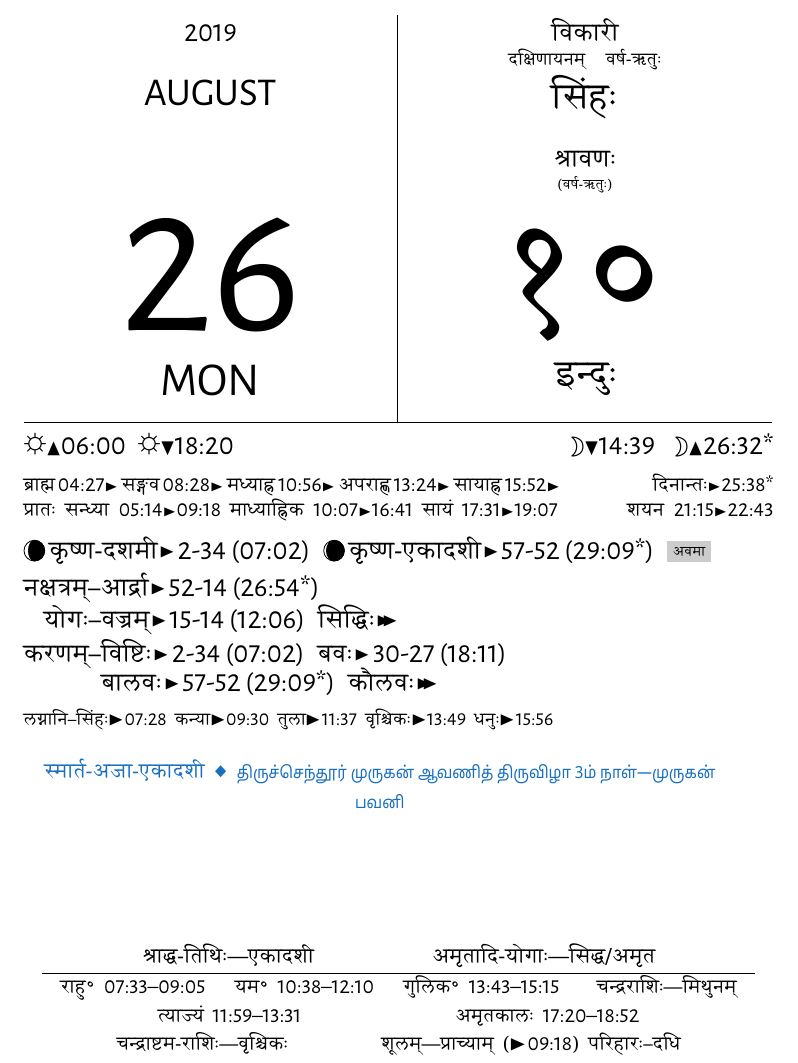 2019
AUGUST
26
MON
विकारी
दक्षिणायनम् वर्ष-ऋतुः
सिंहः
श्रावणः
(वर्ष-ऋतुः)
१०
इन्दुः
☼▲06:00 ☼▼18:20 ☽▼14:39 ☽▲26:32*
ब्राह्म04:27► सङ्गव08:28► मध्याह्न10:56► अपराह्ण13:24► सायाह्न15:52► दिनान्तः►25:38*
प्रातः सन्ध्या 05:14►09:18 माध्याह्निक 10:07►16:41 सायं 17:31►19:07 शयन 21:15►22:43
कृष्ण-दशमी►2-34 (07:02) कृष्ण-एकादशी►57-52 (29:09*) अवमा
नक्षत्रम्–आर्द्रा►52-14 (26:54*)
योगः–वज्रम्►15-14 (12:06) सिद्धिः►►
करणम्–विष्टिः►2-34 (07:02) बवः►30-27 (18:11)
बालवः►57-52 (29:09*) कौलवः►►
लग्नानि–सिंहः►07:28 कन्या►09:30 तुला►11:37 वृश्चिकः►13:49 धनुः►15:56
स्मार्त-अजा-एकादशी ◆ திருச்செந்தூர் முருகன் ஆவணித் திருவிழா 3ம் நாள்—முருகன்
பவனி
श्राद्ध-तिथिः—एकादशी अमृतादि-योगाः—सिद्ध/अमृत
राहु° 07:33–09:05 यम° 10:38–12:10 गुलिक° 13:43–15:15 चन्द्रराशिः—मिथुनम्
त्याज्यं 11:59–13:31 अमृतकालः 17:20–18:52
चन्द्राष्टम-राशिः—वृश्चिकः शूलम्—प्राच्याम् (►09:18) परिहारः–दधि